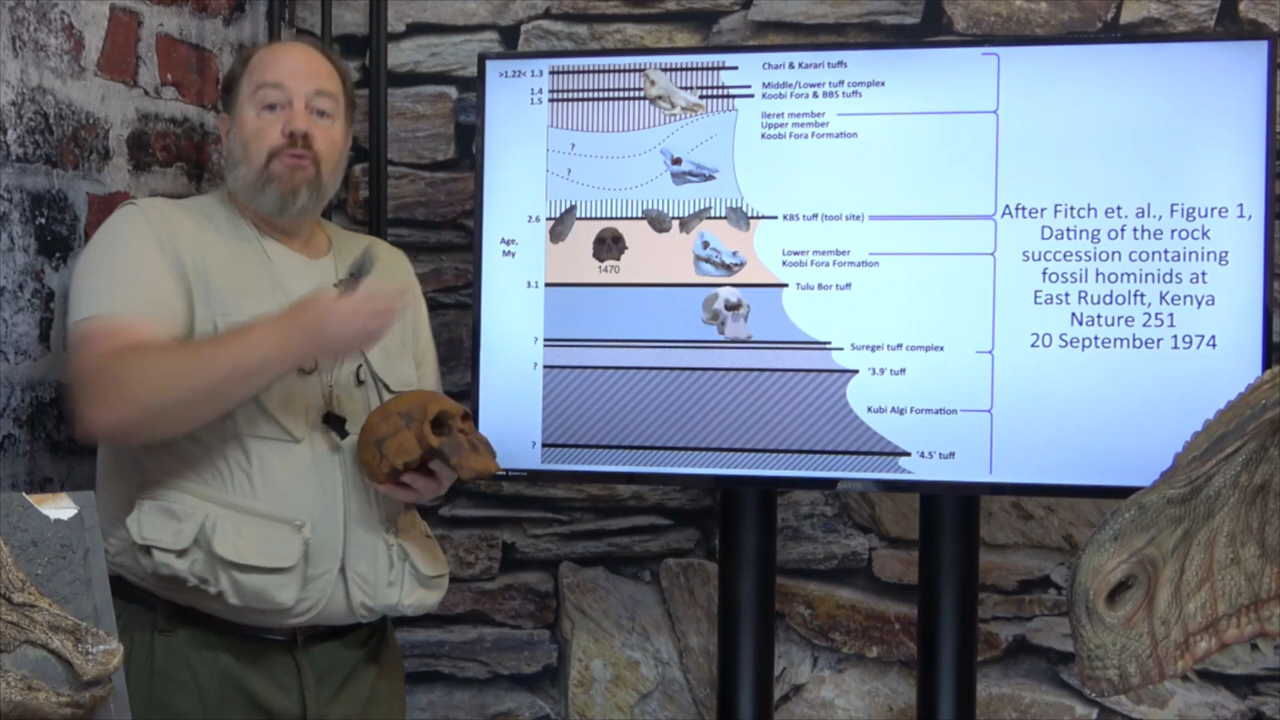 >1.22< 1.3
1.4
1.5
?
?
2.6
Age,
My
1470
3.1
?
?
?
Chari & Karari tuffs
Middle/Lower tuff complex
Koobi Fora & BBS tuffs
Ileret member
Upper member
Koobi Fora Formation
KBS tuff (tool site)
Lower member
Koobi Fora Formation
Tulu Bor tuff
Suregei tuff complex
'3.9' tuff
Kubi Algi Formation
'4.5' tuff
After Fitch et. al., Figure 1,
Dating of the rock
succession containing
fossil hominids at
East Rudolft, Kenya
Nature 251
20 September 1974